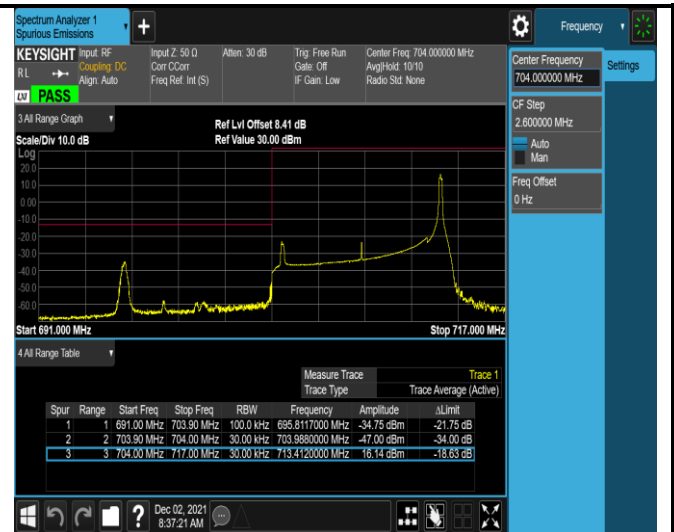 Spectrum Analyzer 1
Spurious Emissions
+
Frequency
KEYSIGHT
RL
LXI PASS
Input: RF
Coupling: DC
Align: Auto
Input Z: 50 Ω
Corr CCorr
Freq Ref: Int (S)
Atten: 30 dB
Trig: Free Run
Gate: Off
IF Gain: Low
Center Freq: 704.000000 MHz
Avg|Hold: 10/10
Radio Std: None
Center Frequency
704.000000 MHz
Settings
CF Step
2.600000 MHz
Auto
Man
Freq Offset
0 Hz
3 All Range Graph
Scale/Div 10.0 dB
Ref Lvl Offset 8.41 dB
Ref Value 30.00 dBm
Log
20.0
10.0
0.00
-10.0
-20.0
-30.0
-40.0
-50.0
-60.0
Start 691.000 MHz
Stop 717.000 MHz
4 All Range Table
Measure Trace Trace 1
Trace Type Trace Average (Active)
Spur Range Start Freq Stop Freq RBW Frequency Amplitude ΔLimit
1 1 691.00 MHz 703.90 MHz 100.0 kHz 695.8117000 MHz -34.75 dBm -21.75 dB
2 2 703.90 MHz 704.00 MHz 30.00 kHz 703.9880000 MHz -47.00 dBm -34.00 dB
3 3 704.00 MHz 717.00 MHz 30.00 kHz 713.4120000 MHz 16.14 dBm -18.63 dB
?
Dec 02, 2021
8:37:21 AM